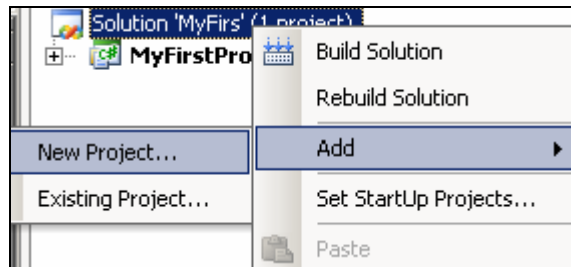 Solution 'MyFirs' (1 project)
MyFirstPro
Build Solution
Rebuild Solution
New Project...
Add
Existing Project...
Set StartUp Projects...
Paste